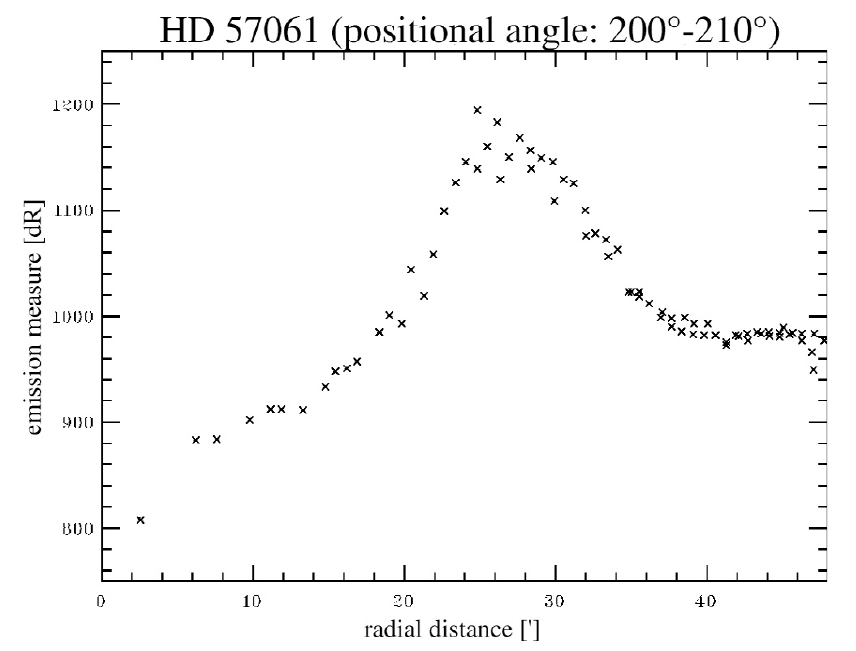 HD 57061 (positional angle: 200°-210°)
1200
1100
1000
900
800
emission measure [dR]
0 10 20 30 40
radial distance [']